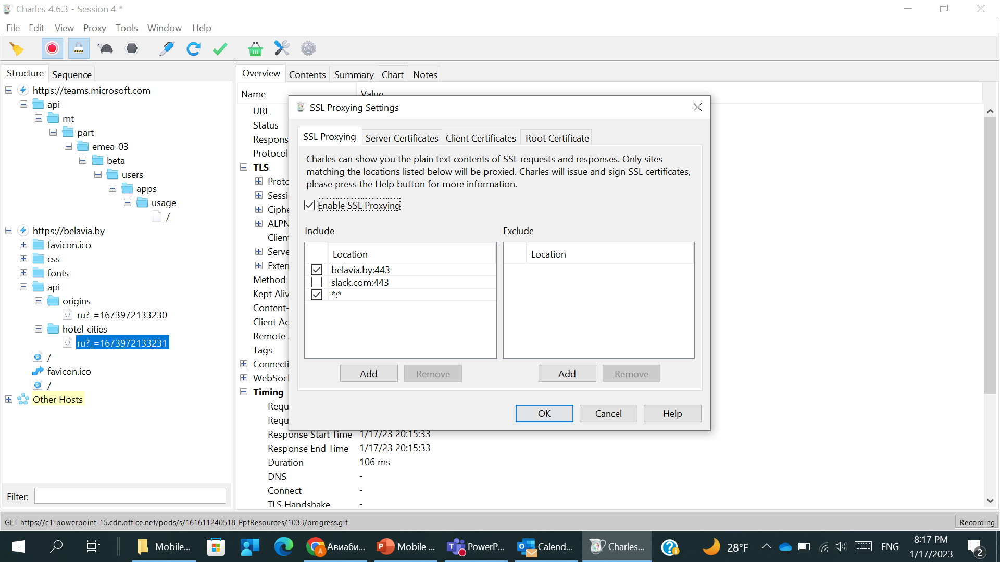 Charles 4.6.3 - Session 4 *
File Edit View Proxy Tools Window Help
Structure Sequence
https://teams.microsoft.com
api
mt
part
emea-03
beta
users
apps
usage
/
https://belavia.by
favicon.ico
css
fonts
api
origins
ru?_=1673972133230
hotel_cities
ru?_=1673972133231
/
favicon.ico
/
Other Hosts
Filter:
Overview Contents Summary Chart Notes
Name Value
URL
Status
Respons
Protocol
TLS
Proto
Sessi
Ciphe
ALPN
Client
Serve
Exten
Method
Kept Aliv
Content-
Client Ac
Remote
Tags
Connecti
WebSoc
Timing
Requ
Requ
Response Start Time 1/17/23 20:15:33
Response End Time 1/17/23 20:15:33
Duration 106 ms
DNS -
Connect -
TLS Handshake -
SSL Proxying Settings
SSL Proxying Server Certificates Client Certificates Root Certificate
Charles can show you the plain text contents of SSL requests and responses. Only sites
matching the locations listed below will be proxied. Charles will issue and sign SSL certificates,
please press the Help button for more information.
Enable SSL Proxying
Include Exclude
Location Location
belavia.by:443
slack.com:443
*:*
Add Remove Add Remove
OK Cancel Help
GET https://c1-powerpoint-15.cdn.office.net/pods/s/161611240518_PptResources/1033/progress.gif Recording
Mobile... Авиаби... Mobile ... PowerP... Calend... Charles... 28°F ENG 8:17 PM
1/17/2023 2